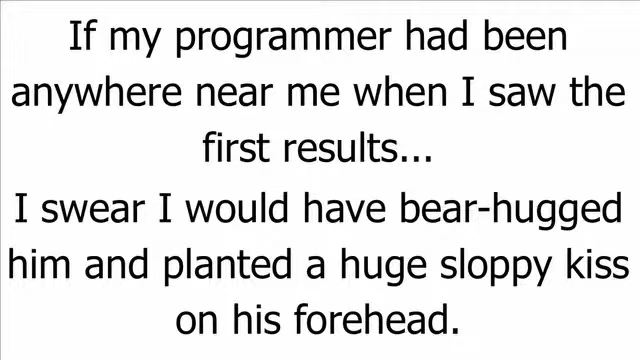 If my programmer had been
anywhere near me when I saw the
first results...
I swear I would have bear-hugged
him and planted a huge sloppy kiss
on his forehead.